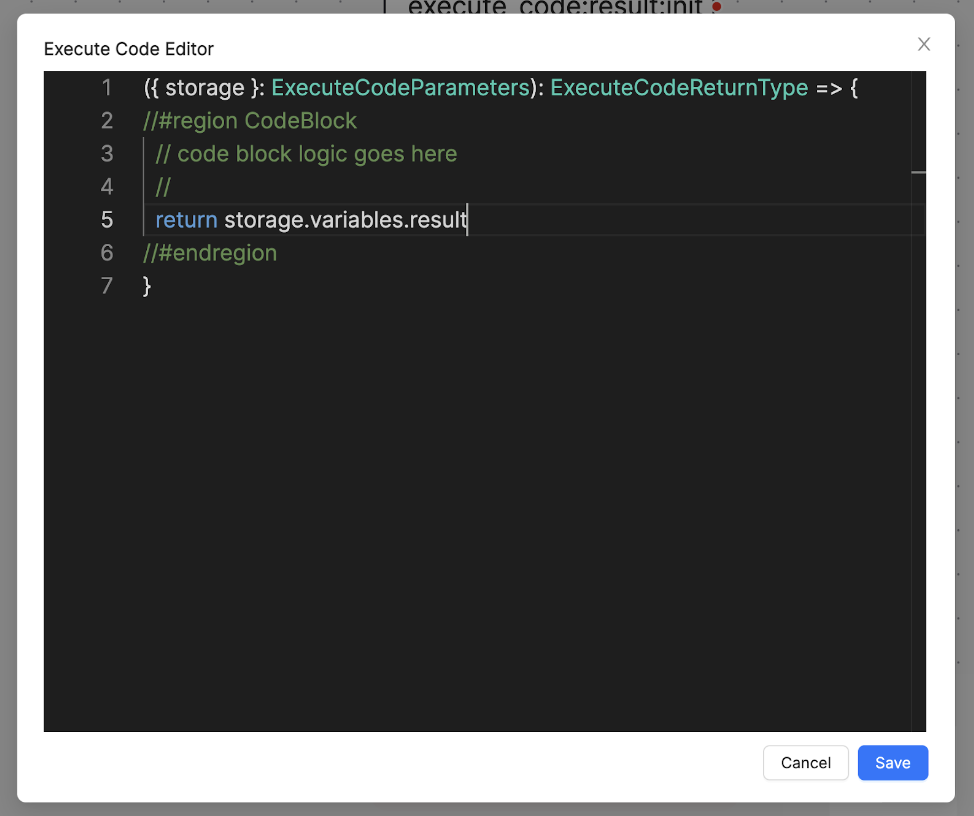 execute_code:result:init
Execute Code Editor
1 ({ storage }: ExecuteCodeParameters): ExecuteCodeReturnType => {
2 //#region CodeBlock
3 // code block logic goes here
4 //
5 return storage.variables.result
6 //#endregion
7 }
Cancel Save